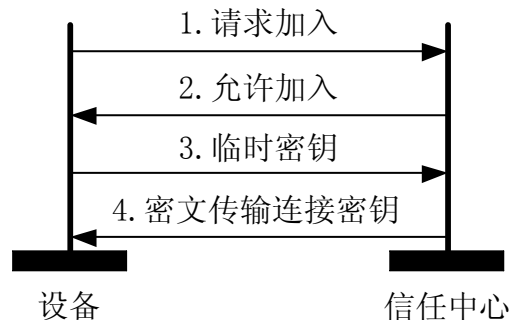 1.请求加入
2.允许加入
3.临时密钥
4.密文传输连接密钥
设备
信任中心